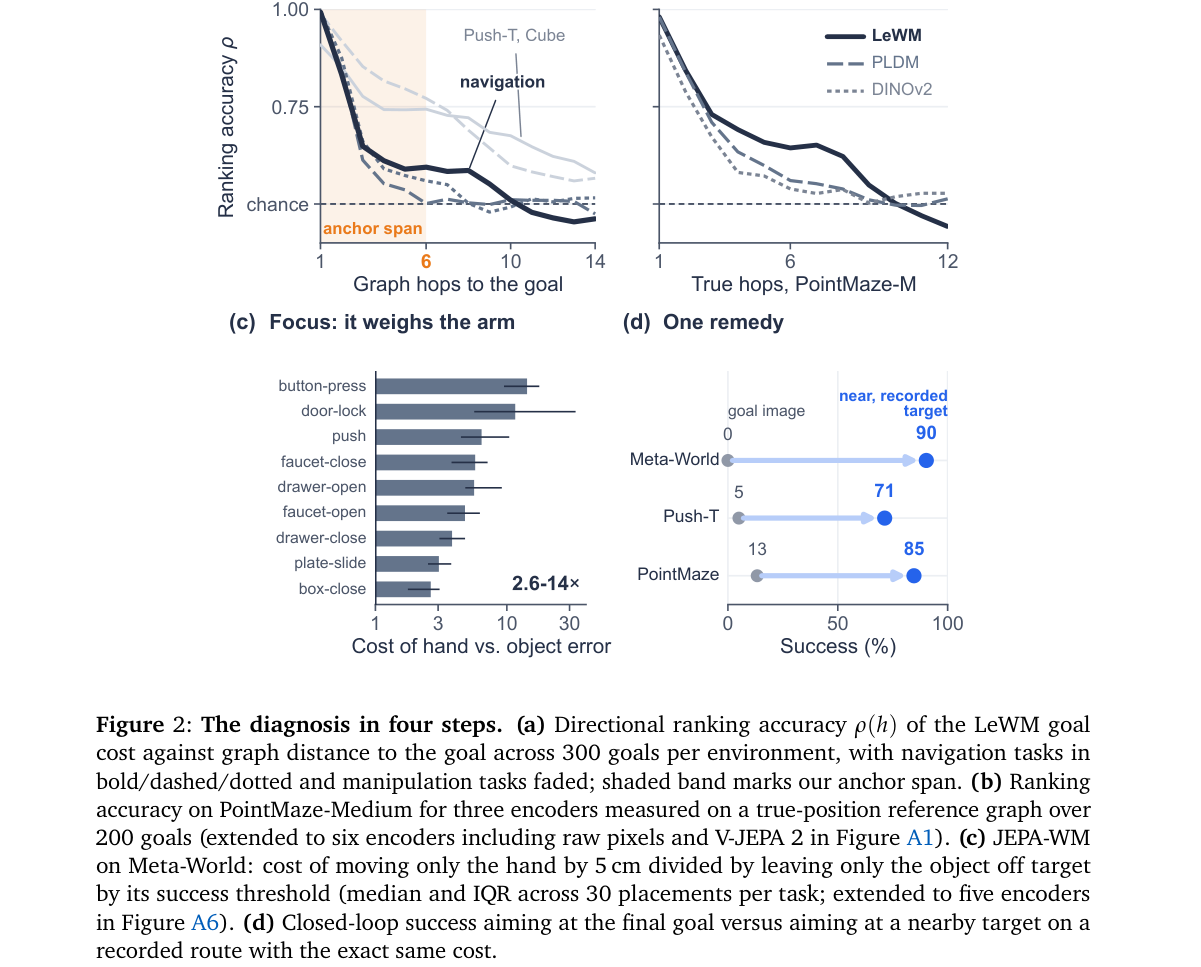 1.00
0.75
chance
Ranking accuracy ρ
Push-T, Cube
navigation
anchor span
1 6 10 14
Graph hops to the goal
LeWM
PLDM
DINOv2
1 6 12
True hops, PointMaze-M
(c) Focus: it weighs the arm
button-press
door-lock
push
faucet-close
drawer-open
faucet-open
drawer-close
plate-slide
box-close
2.6-14×
1 3 10 30
Cost of hand vs. object error
(d) One remedy
goal image
near, recorded
target
0 90
Meta-World
5 71
Push-T
13 85
PointMaze
0 50 100
Success (%)
Figure 2: The diagnosis in four steps. (a) Directional ranking accuracy ρ(h) of the LeWM goal
cost against graph distance to the goal across 300 goals per environment, with navigation tasks in
bold/dashed/dotted and manipulation tasks faded; shaded band marks our anchor span. (b) Ranking
accuracy on PointMaze-Medium for three encoders measured on a true-position reference graph over
200 goals (extended to six encoders including raw pixels and V-JEPA 2 in Figure A1). (c) JEPA-WM
on Meta-World: cost of moving only the hand by 5 cm divided by leaving only the object off target
by its success threshold (median and IQR across 30 placements per task; extended to five encoders
in Figure A6). (d) Closed-loop success aiming at the final goal versus aiming at a nearby target on a
recorded route with the exact same cost.